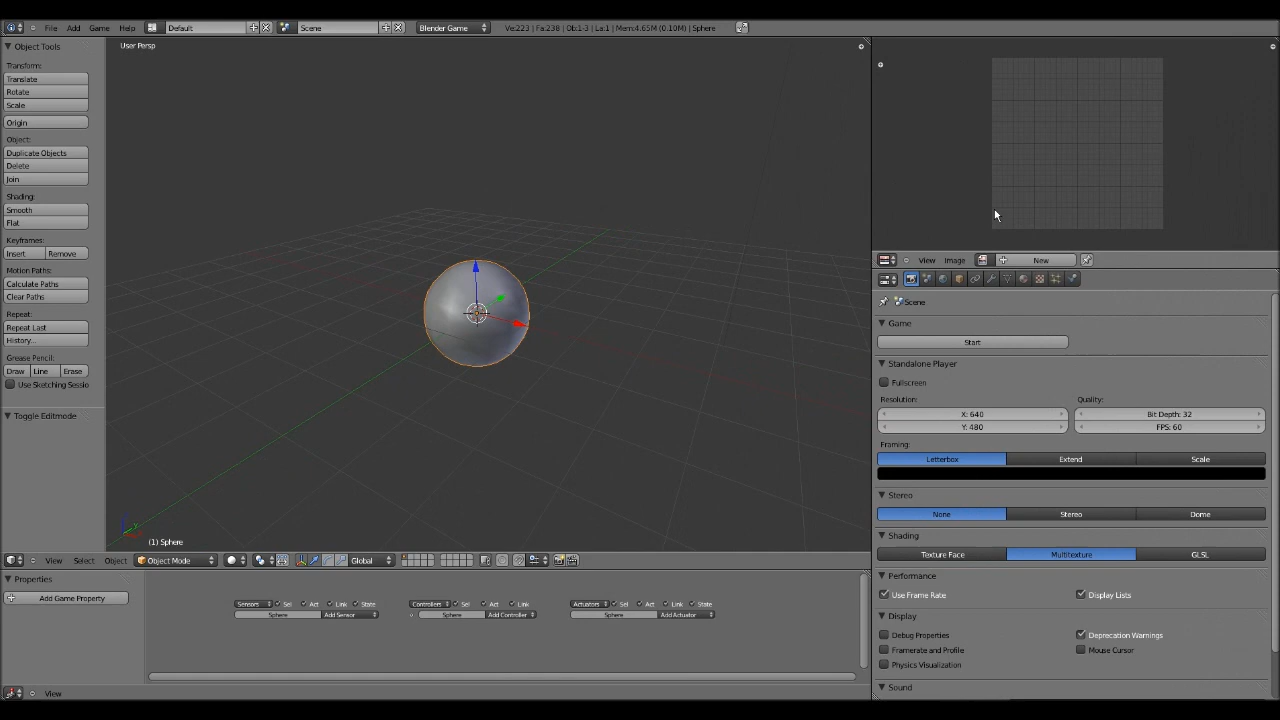 File Add Game Help Default Scene Blender Game Ve:223 | Fa:238 | Ob:1-3 | La:1 | Mem:4.65M (0.10M) | Sphere
Object Tools
Transform:
Translate
Rotate
Scale
Origin
Object:
Duplicate Objects
Delete
Join
Shading:
Smooth
Flat
Keyframes:
Insert Remove
Motion Paths:
Calculate Paths
Clear Paths
Repeat:
Repeat Last
History...
Grease Pencil:
Draw Line Erase
Use Sketching Sessio
Toggle Editmode
User Persp
(1) Sphere
View Select Object Object Mode Global
Properties
Add Game Property
Sensors Sel Act Link State Controllers Sel Act Link Actuators Sel Act Link State
Sphere Add Sensor Sphere Add Controller Sphere Add Actuator
View
View Image New
Scene
Game
Start
Standalone Player
Fullscreen
Resolution: Quality:
X: 640 Bit Depth: 32
Y: 480 FPS: 60
Framing:
Letterbox Extend Scale
Stereo
None Stereo Dome
Shading
Texture Face Multitexture GLSL
Performance
Use Frame Rate Display Lists
Display
Debug Properties Deprecation Warnings
Framerate and Profile Mouse Cursor
Physics Visualization
Sound